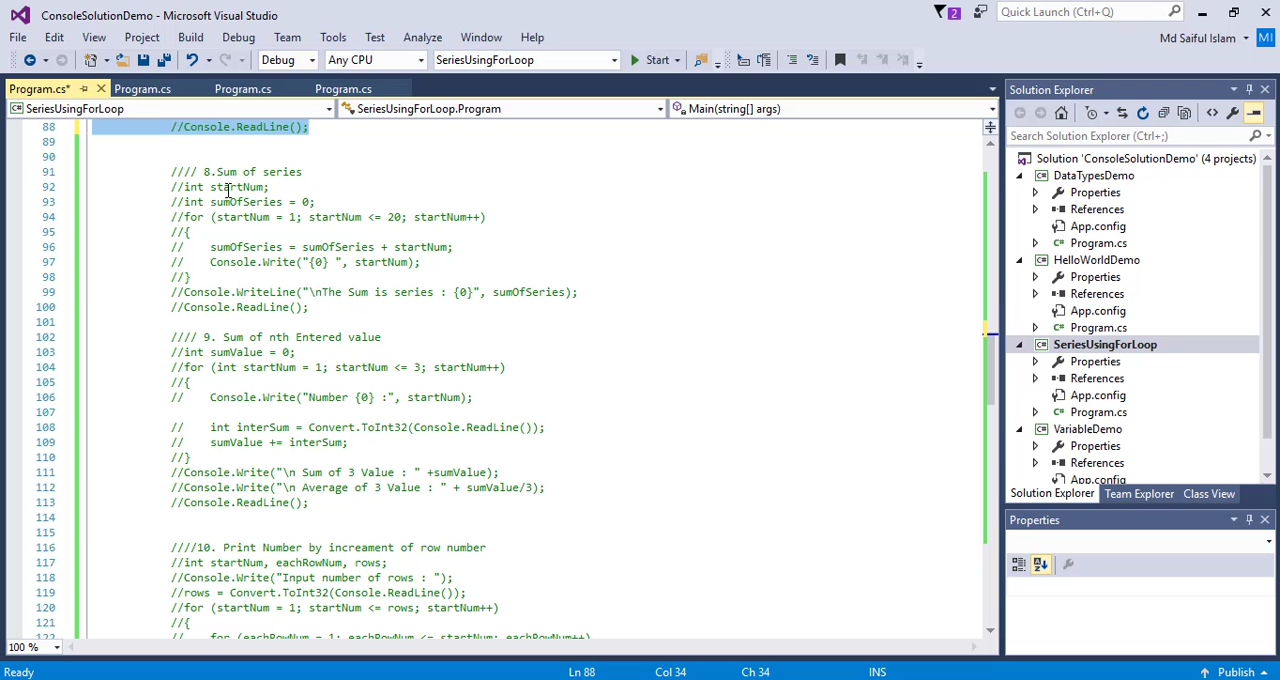 ConsoleSolutionDemo - Microsoft Visual Studio
2
Quick Launch (Ctrl+Q)
File Edit View Project Build Debug Team Tools Test Analyze Window Help
Md Saiful Islam MI
Debug Any CPU SeriesUsingForLoop Start
Program.cs* Program.cs Program.cs Program.cs
SeriesUsingForLoop SeriesUsingForLoop.Program Main(string[] args)
88 //Console.ReadLine();
89
90
91 //// 8.Sum of series
92 //int startNum;
93 //int sumOfSeries = 0;
94 //for (startNum = 1; startNum <= 20; startNum++)
95 //{
96 // sumOfSeries = sumOfSeries + startNum;
97 // Console.Write("{0} ", startNum);
98 //}
99 //Console.WriteLine("\nThe Sum is series : {0}", sumOfSeries);
100 //Console.ReadLine();
101
102 //// 9. Sum of nth Entered value
103 //int sumValue = 0;
104 //for (int startNum = 1; startNum <= 3; startNum++)
105 //{
106 // Console.Write("Number {0} :", startNum);
107
108 // int interSum = Convert.ToInt32(Console.ReadLine());
109 // sumValue += interSum;
110 //}
111 //Console.Write("\n Sum of 3 Value : " +sumValue);
112 //Console.Write("\n Average of 3 Value : " + sumValue/3);
113 //Console.ReadLine();
114
115
116 ////10. Print Number by increament of row number
117 //int startNum, eachRowNum, rows;
118 //Console.Write("Input number of rows : ");
119 //rows = Convert.ToInt32(Console.ReadLine());
120 //for (startNum = 1; startNum <= rows; startNum++)
121 //{
122 // for (eachRowNum = 1; eachRowNum <= startNum; eachRowNum++)
100 %
Solution Explorer
Search Solution Explorer (Ctrl+;)
Solution 'ConsoleSolutionDemo' (4 projects)
DataTypesDemo
Properties
References
App.config
Program.cs
HelloWorldDemo
Properties
References
App.config
Program.cs
SeriesUsingForLoop
Properties
References
App.config
Program.cs
VariableDemo
Properties
References
App.config
Solution Explorer Team Explorer Class View
Properties
Ready Ln 88 Col 34 Ch 34 INS Publish